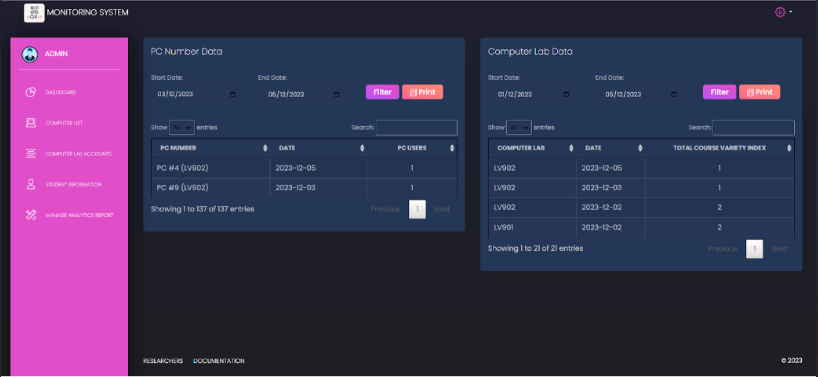 MONITORING SYSTEM
ADMIN
DASHBOARD
COMPUTER LIST
COMPUTER LAB ACCOUNTS
STUDENT INFORMATION
MANAGE ANALYTICS REPORT
PC Number Data
Start Date: End Date:
03/12/2023 05/12/2023 Filter Print
Show All entries Search:
PC NUMBER DATE PC USERS
PC #4 (LV902) 2023-12-05 1
PC #9 (LV902) 2023-12-03 1
Showing 1 to 137 of 137 entries Previous 1 Next
Computer Lab Data
Start Date: End Date:
01/12/2023 05/12/2023 Filter Print
Show All entries Search:
COMPUTER LAB DATE TOTAL COURSE VARIETY INDEX
LV902 2023-12-05 1
LV902 2023-12-03 1
LV902 2023-12-02 2
LV901 2023-12-02 2
Showing 1 to 21 of 21 entries Previous 1 Next
RESEARCHERS DOCUMENTATION © 2023